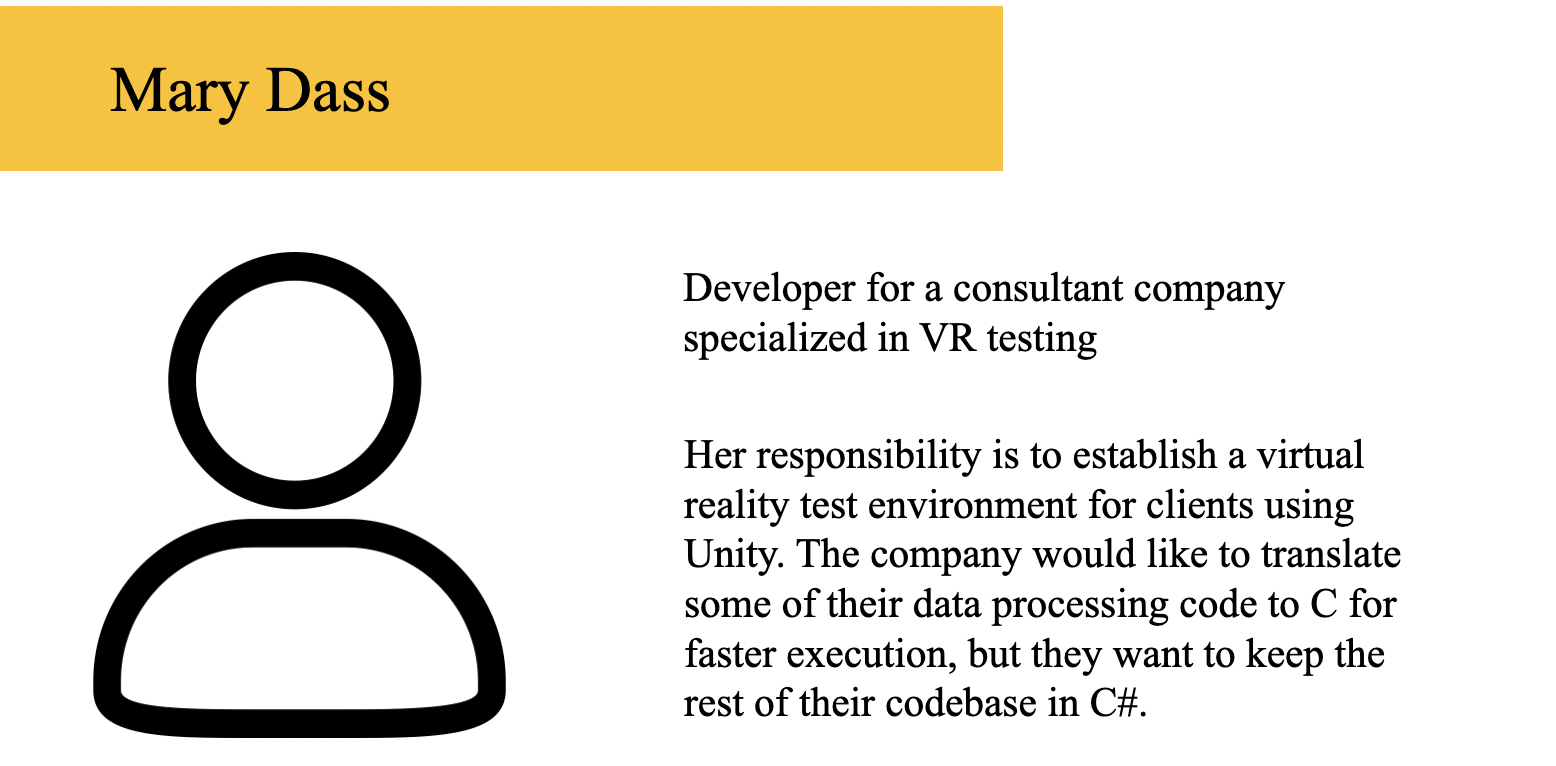 Mary Dass
Developer for a consultant company
specialized in VR testing
Her responsibility is to establish a virtual
reality test environment for clients using
Unity. The company would like to translate
some of their data processing code to C for
faster execution, but they want to keep the
rest of their codebase in C#.